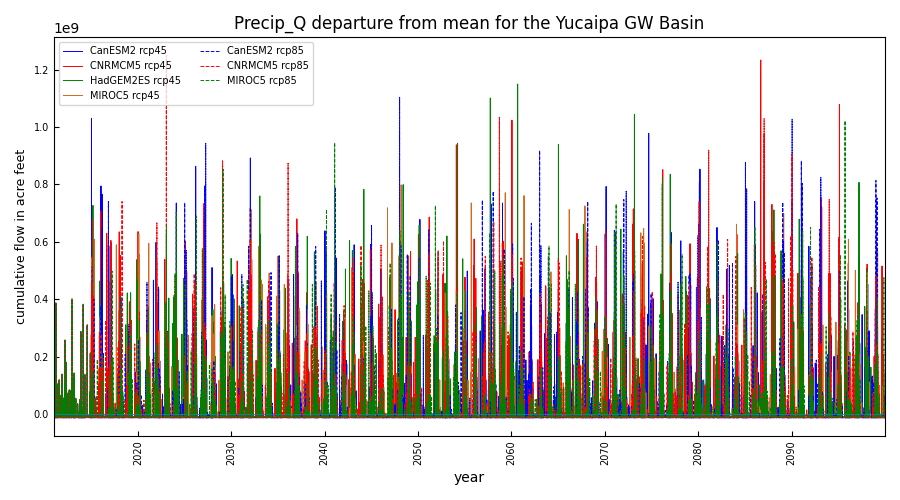 Precip_Q departure from mean for the Yucaipa GW Basin
1e9
CanESM2 rcp45
CNRMCM5 rcp45
HadGEM2ES rcp45
MIROC5 rcp45
CanESM2 rcp85
CNRMCM5 rcp85
MIROC5 rcp85
cumulative flow in acre feet
1.2
1.0
0.8
0.6
0.4
0.2
0.0
2020
2030
2040
2050
2060
2070
2080
2090
year